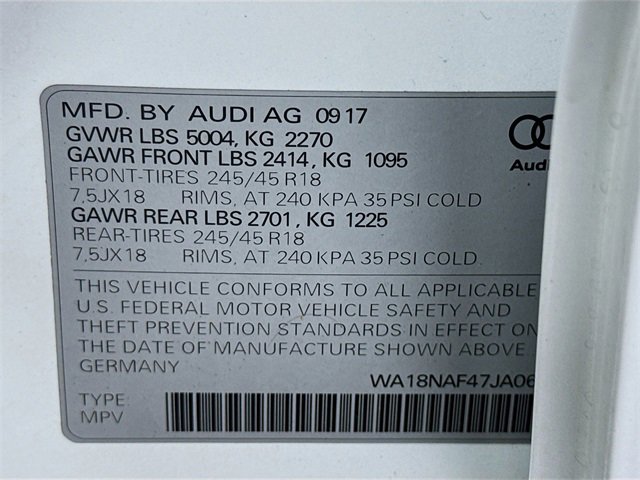 MFD. BY AUDI AG 09 17
GVWR LBS 5004, KG 2270
GAWR FRONT LBS 2414, KG 1095
FRONT-TIRES 245/45 R18
7,5JX18 RIMS, AT 240 KPA 35 PSI COLD
GAWR REAR LBS 2701, KG 1225
REAR-TIRES 245/45 R18
7,5JX18 RIMS, AT 240 KPA 35 PSI COLD.
Audi
THIS VEHICLE CONFORMS TO ALL APPLICABLE
U.S. FEDERAL MOTOR VEHICLE SAFETY AND
THEFT PREVENTION STANDARDS IN EFFECT ON
THE DATE OF MANUFACTURE SHOWN ABOVE.
GERMANY
WA18NAF47JA06
TYPE:
MPV